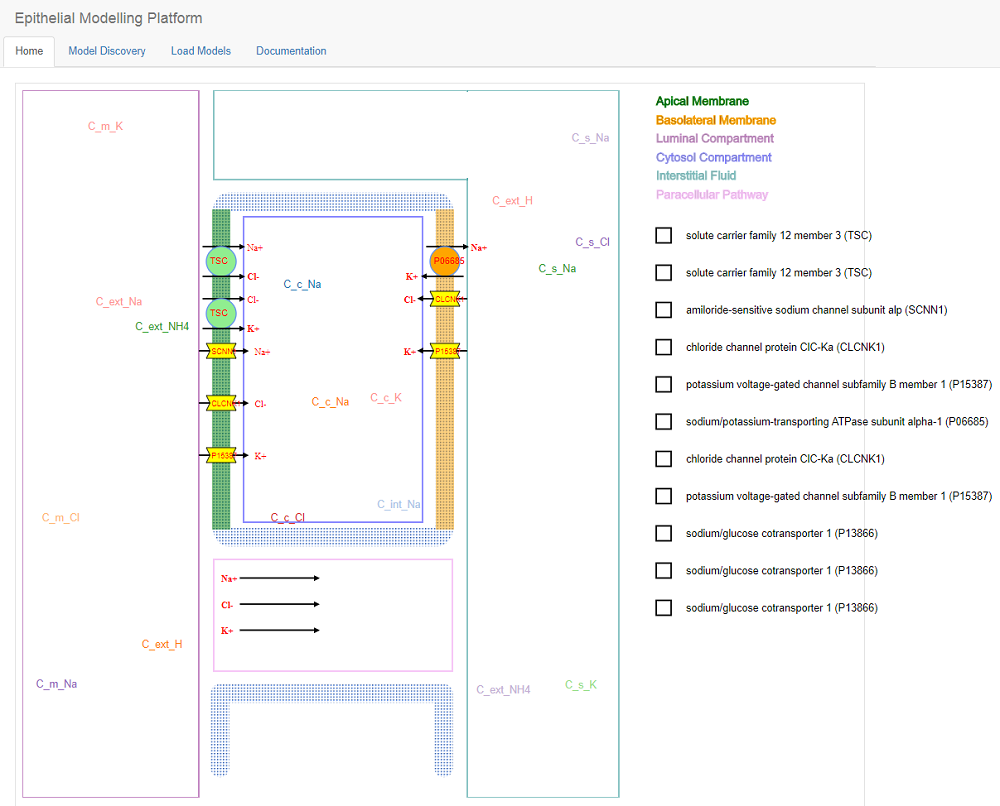 Epithelial Modelling Platform
Home Model Discovery Load Models Documentation
C_m_K
C_ext_Na
C_ext_NH4
C_m_Cl
C_ext_H
C_m_Na
TSC
TSC
SCNN
CLCN
P1538
Na+
Cl-
Cl-
K+
Na+
Cl-
K+
C_c_Na
C_c_Na
C_c_K
C_int_Na
C_c_Cl
P06685
CLCNK1
P1538
Na+
K+
Cl-
K+
Na+
Cl-
K+
C_s_Na
C_ext_H
C_s_Cl
C_s_Na
C_ext_NH4
C_s_K
Apical Membrane
Basolateral Membrane
Luminal Compartment
Cytosol Compartment
Interstitial Fluid
Paracellular Pathway
solute carrier family 12 member 3 (TSC)
solute carrier family 12 member 3 (TSC)
amiloride-sensitive sodium channel subunit alp (SCNN1)
chloride channel protein ClC-Ka (CLCNK1)
potassium voltage-gated channel subfamily B member 1 (P15387)
sodium/potassium-transporting ATPase subunit alpha-1 (P06685)
chloride channel protein ClC-Ka (CLCNK1)
potassium voltage-gated channel subfamily B member 1 (P15387)
sodium/glucose cotransporter 1 (P13866)
sodium/glucose cotransporter 1 (P13866)
sodium/glucose cotransporter 1 (P13866)